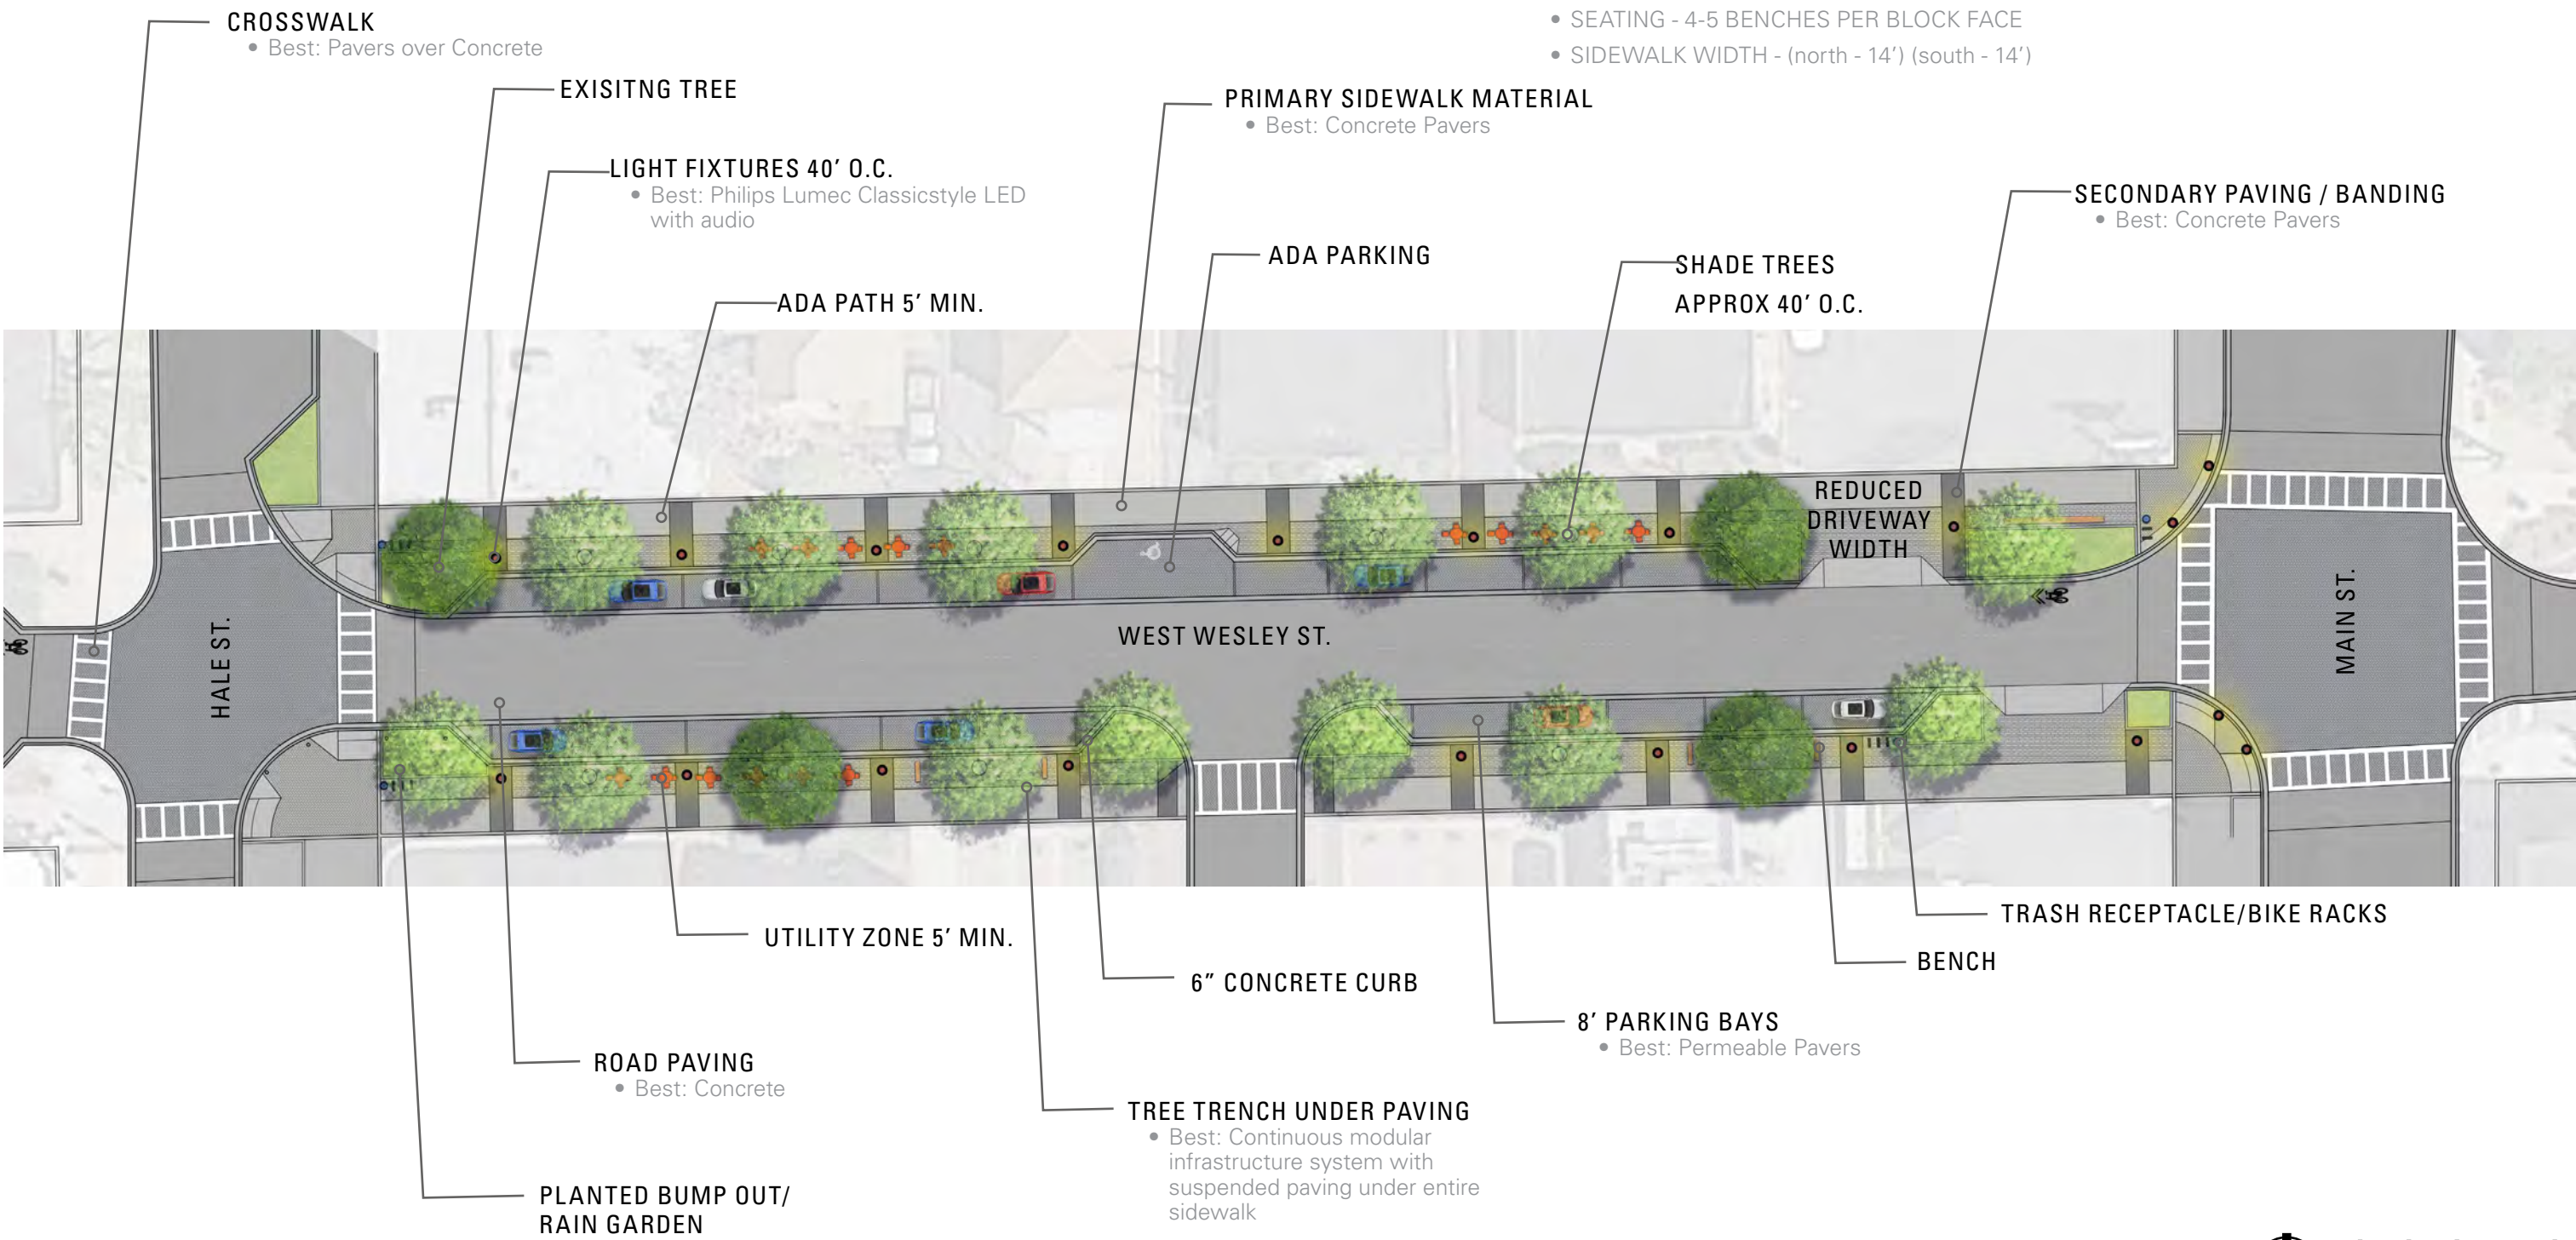 CROSSWALK
• Best: Pavers over Concrete
• SEATING - 4-5 BENCHES PER BLOCK FACE
• SIDEWALK WIDTH - (north - 14’) (south - 14’)
EXISITNG TREE
PRIMARY SIDEWALK MATERIAL
• Best: Concrete Pavers
LIGHT FIXTURES 40’ O.C.
• Best: Philips Lumec Classicstyle LED
with audio
SECONDARY PAVING / BANDING
• Best: Concrete Pavers
ADA PARKING
SHADE TREES
APPROX 40’ O.C.
ADA PATH 5’ MIN.
REDUCED
DRIVEWAY
WIDTH
HALE ST.
WEST WESLEY ST.
MAIN ST.
TRASH RECEPTACLE/BIKE RACKS
UTILITY ZONE 5’ MIN.
BENCH
6” CONCRETE CURB
8’ PARKING BAYS
• Best: Permeable Pavers
ROAD PAVING
• Best: Concrete
TREE TRENCH UNDER PAVING
• Best: Continuous modular
infrastructure system with
suspended paving under entire
sidewalk
PLANTED BUMP OUT/
RAIN GARDEN